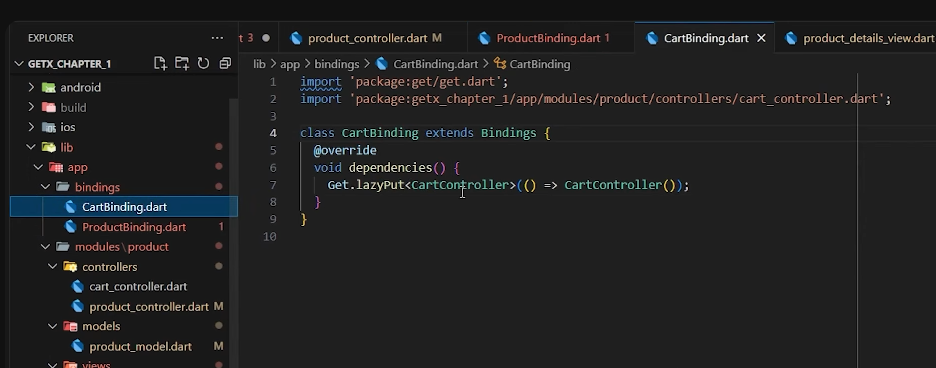 EXPLORER ...
rt 3
product_controller.dart M
ProductBinding.dart 1
CartBinding.dart
product_details_view.dart
GETX_CHAPTER_1
lib > app > bindings > CartBinding.dart > CartBinding
android
build
ios
lib
app
bindings
CartBinding.dart
ProductBinding.dart 1
modules\product
controllers
cart_controller.dart
product_controller.dart M
models
product_model.dart M
views
1 import 'package:get/get.dart';
2 import 'package:getx_chapter_1/app/modules/product/controllers/cart_controller.dart';
3
4 class CartBinding extends Bindings {
5 @override
6 void dependencies() {
7 Get.lazyPut<CartController>(() => CartController());
8 }
9 }
10